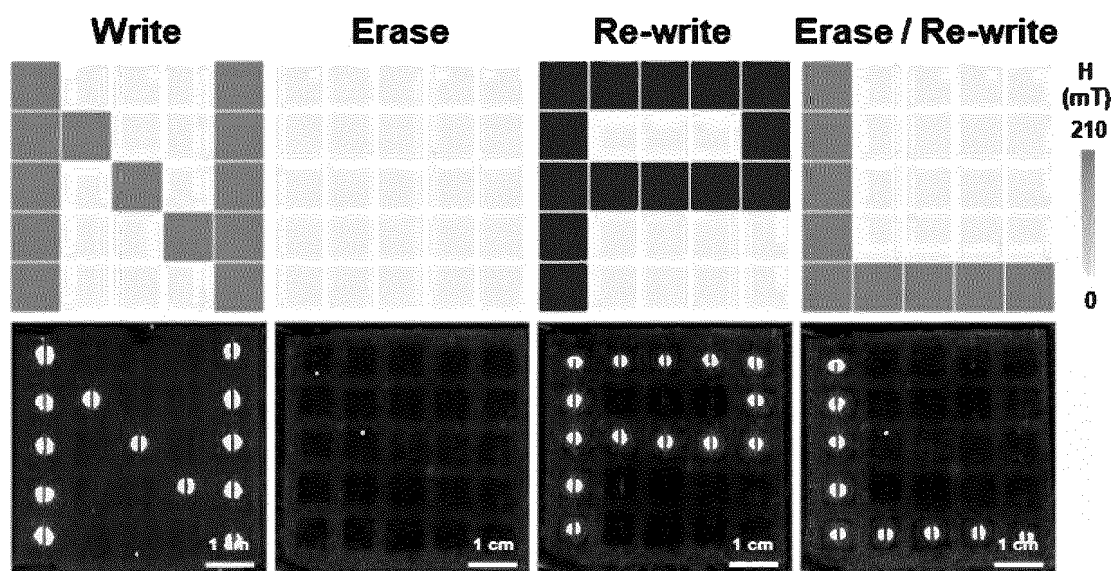 Write Erase Re-write Erase / Re-write
H
(mT)
210
0
1 cm 1 cm 1 cm 1 cm